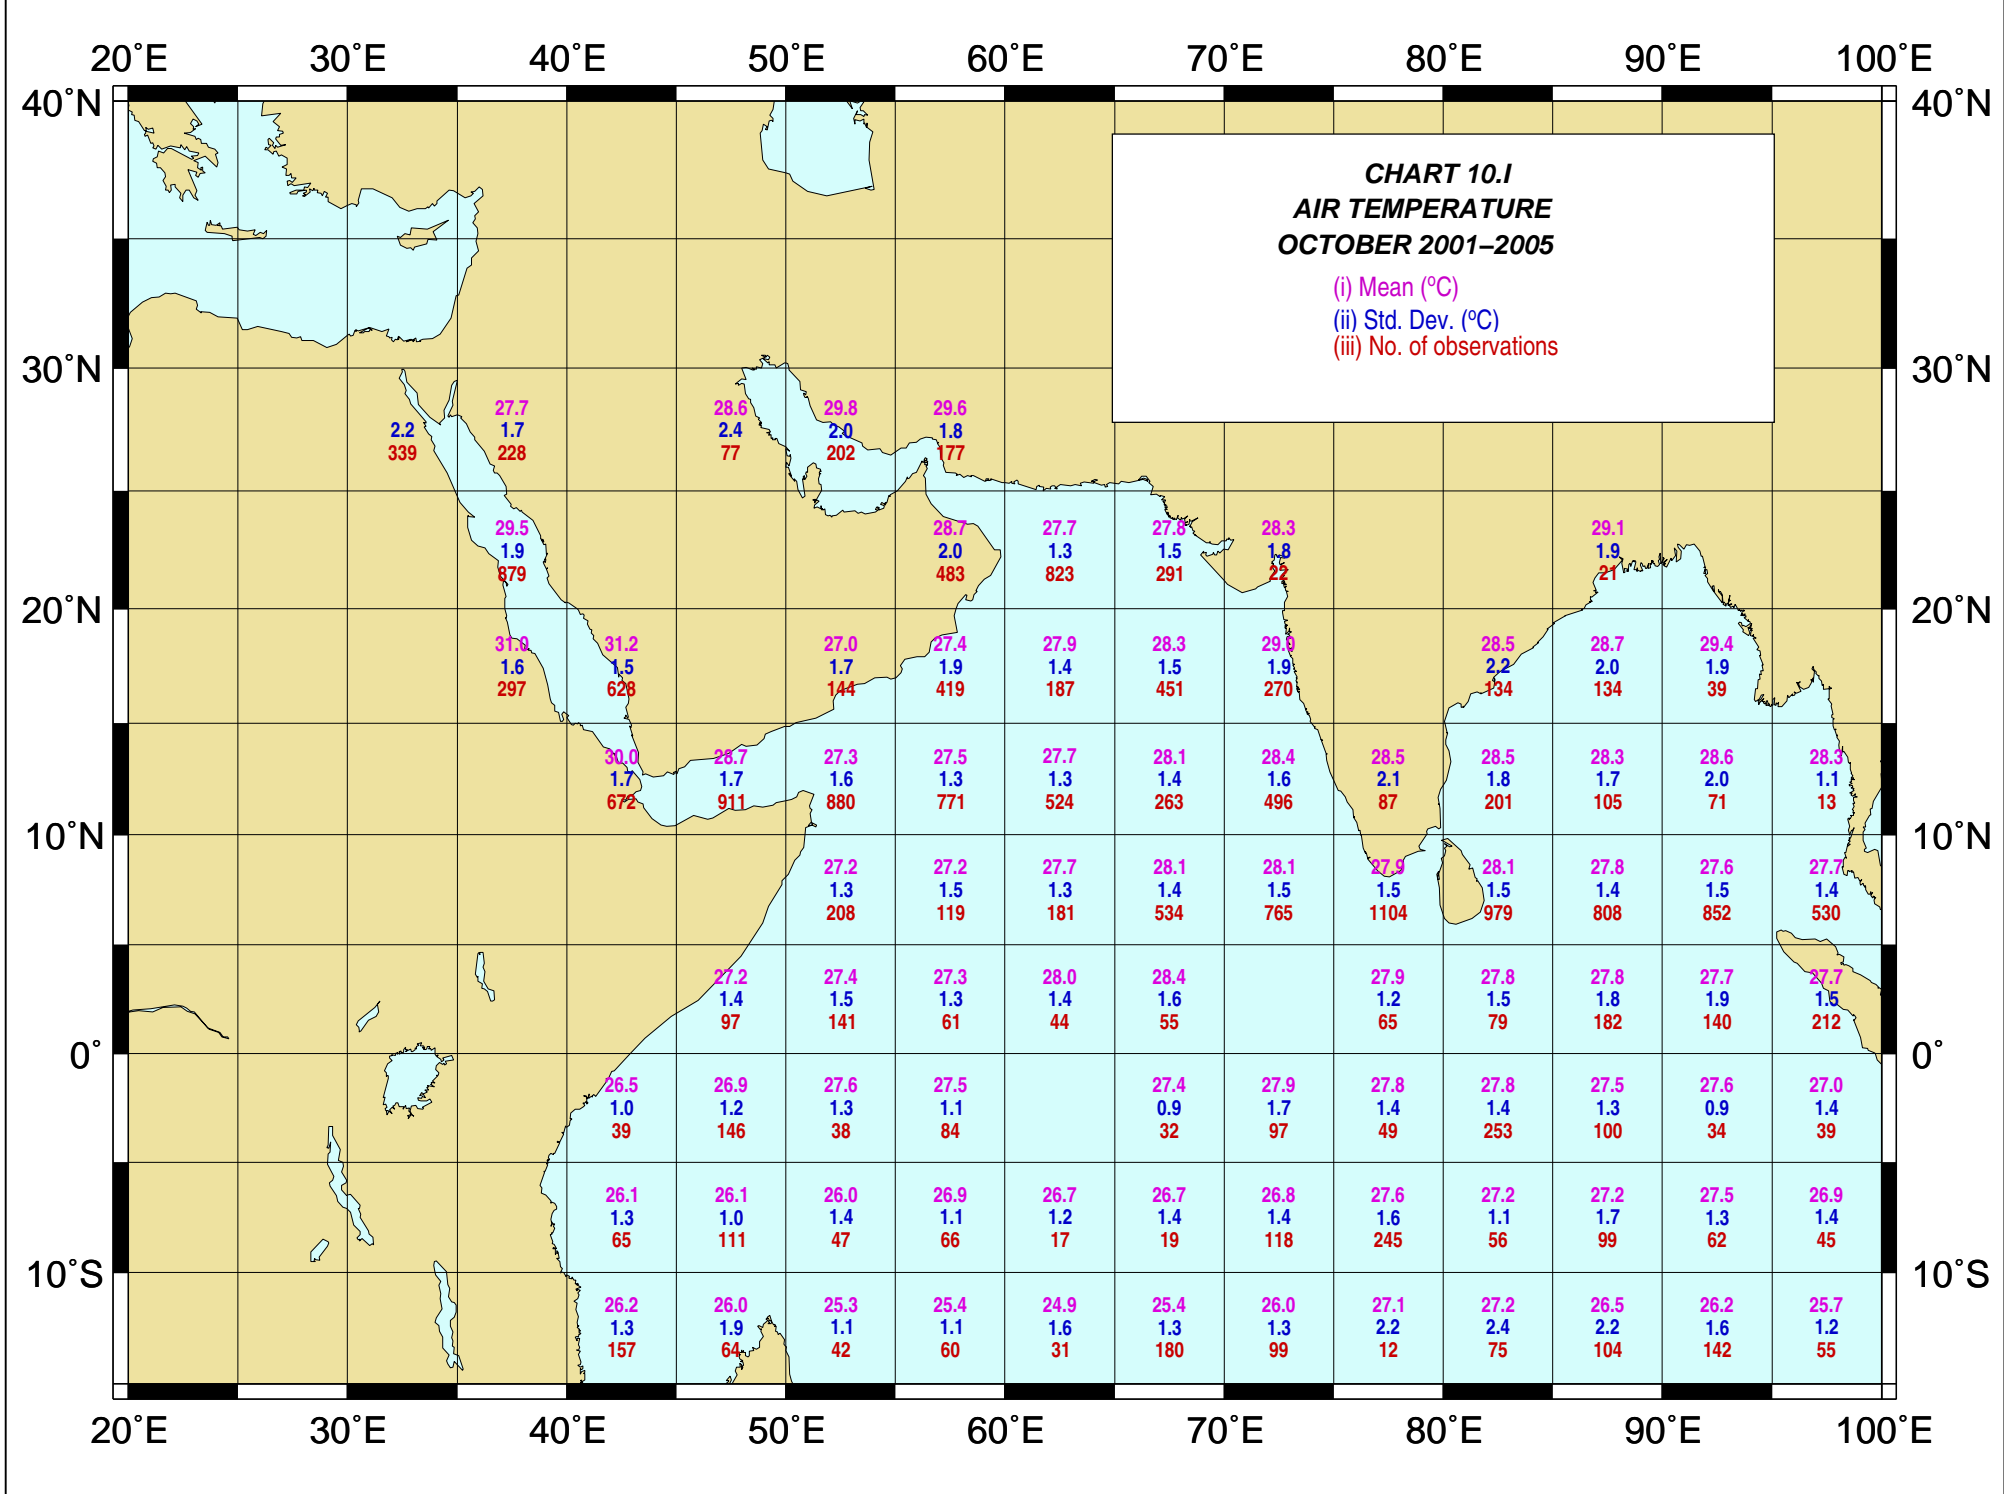 20°E 30°E 40°E 50°E 60°E 70°E 80°E 90°E 100°E
40°N 40°N
CHART 10.I
AIR TEMPERATURE
OCTOBER 2001–2005
(i) Mean (°C)
(ii) Std. Dev. (°C)
(iii) No. of observations
30°N 30°N
27.7 28.6 29.8 29.6
2.2 1.7 2.4 2.0 1.8
339 228 77 202 177
29.5 28.7 27.7 27.8 28.3 29.1
1.9 2.0 1.3 1.5 1.8 1.9
879 483 823 291 22 21
20°N 20°N
31.0 31.2 27.0 27.4 27.9 28.3 29.0 28.5 28.7 29.4
1.6 1.5 1.7 1.9 1.4 1.5 1.9 2.2 2.0 1.9
297 628 144 419 187 451 270 134 134 39
30.0 28.7 27.3 27.5 27.7 28.1 28.4 28.5 28.5 28.3 28.6 28.3
1.7 1.7 1.6 1.3 1.3 1.4 1.6 2.1 1.8 1.7 2.0 1.1
672 911 880 771 524 263 496 87 201 105 71 13
10°N 10°N
27.2 27.2 27.7 28.1 28.1 27.9 28.1 27.8 27.6 27.7
1.3 1.5 1.3 1.4 1.5 1.5 1.5 1.4 1.5 1.4
208 119 181 534 765 1104 979 808 852 530
27.2 27.4 27.3 28.0 28.4 27.9 27.8 27.8 27.7 27.7
1.4 1.5 1.3 1.4 1.6 1.2 1.5 1.8 1.9 1.5
97 141 61 44 55 65 79 182 140 212
0° 0°
26.5 26.9 27.6 27.5 27.4 27.9 27.8 27.8 27.5 27.6 27.0
1.0 1.2 1.3 1.1 0.9 1.7 1.4 1.4 1.3 0.9 1.4
39 146 38 84 32 97 49 253 100 34 39
26.1 26.1 26.0 26.9 26.7 26.7 26.8 27.6 27.2 27.2 27.5 26.9
1.3 1.0 1.4 1.1 1.2 1.4 1.4 1.6 1.1 1.7 1.3 1.4
65 111 47 66 17 19 118 245 56 99 62 45
10°S 10°S
26.2 26.0 25.3 25.4 24.9 25.4 26.0 27.1 27.2 26.5 26.2 25.7
1.3 1.9 1.1 1.1 1.6 1.3 1.3 2.2 2.4 2.2 1.6 1.2
157 64 42 60 31 180 99 12 75 104 142 55
20°E 30°E 40°E 50°E 60°E 70°E 80°E 90°E 100°E